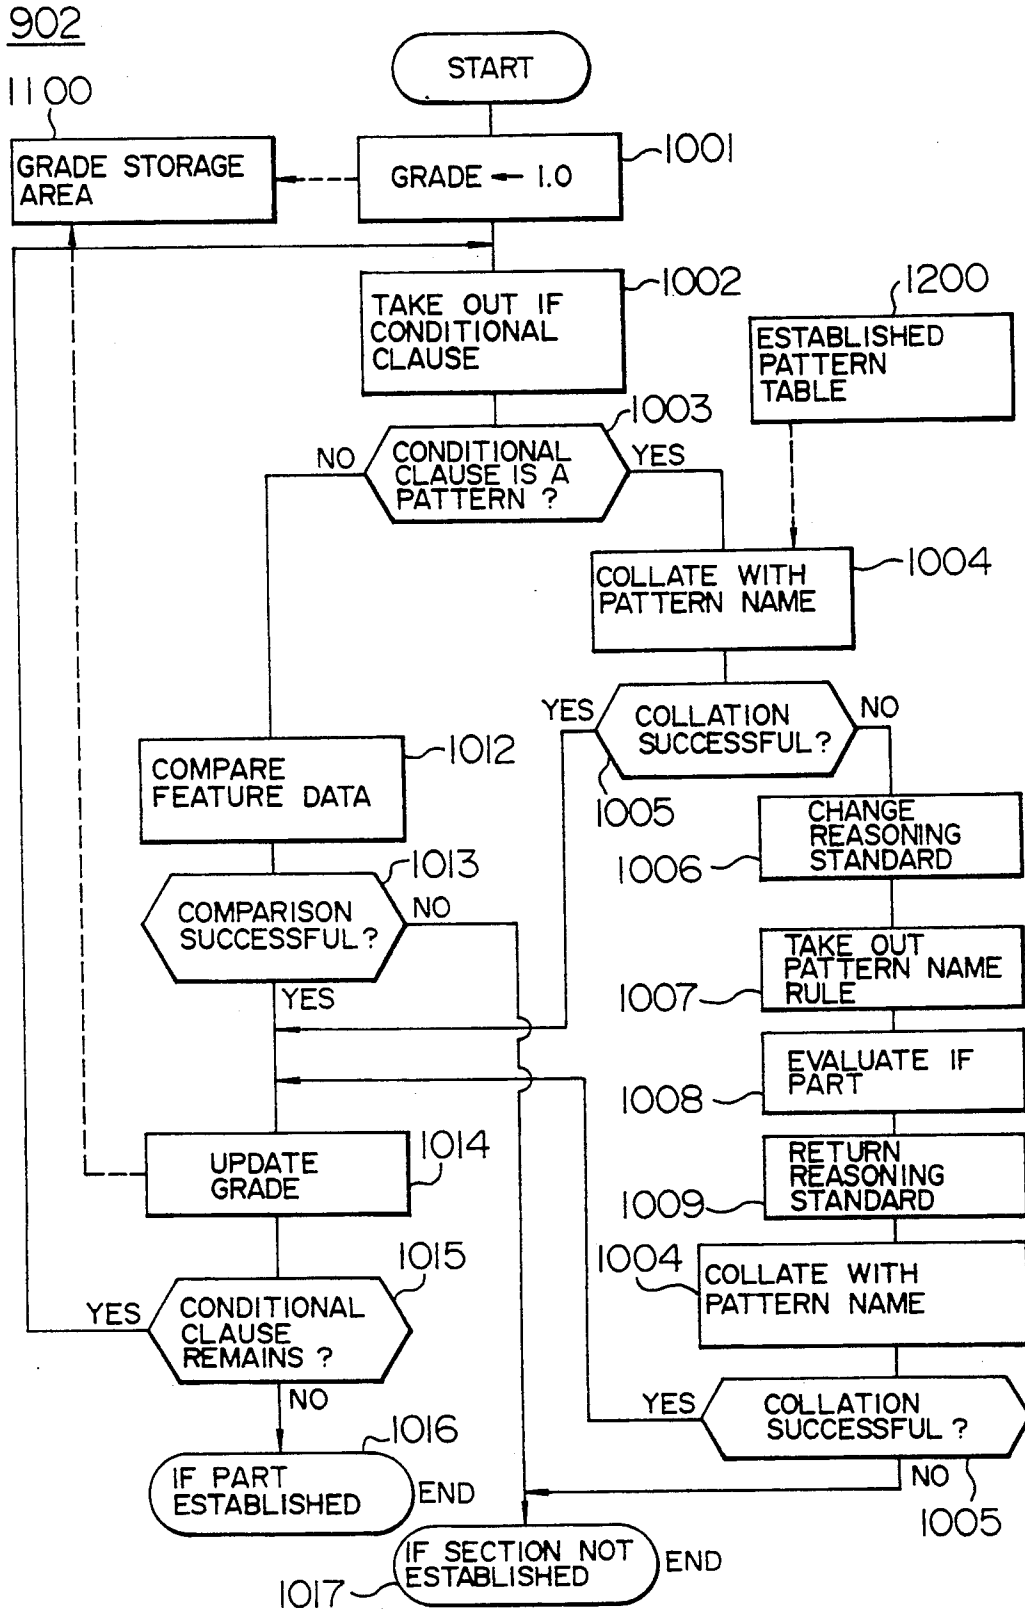 902
START
1100
GRADE STORAGE
AREA
1001
GRADE ← 1.0
1002
TAKE OUT IF
CONDITIONAL
CLAUSE
1200
ESTABLISHED
PATTERN
TABLE
1003
NO
CONDITIONAL
CLAUSE IS A
PATTERN ?
YES
1004
COLLATE WITH
PATTERN NAME
YES
COLLATION
SUCCESSFUL?
NO
1005
1012
COMPARE
FEATURE DATA
CHANGE
REASONING
STANDARD
1006
1013
COMPARISON
SUCCESSFUL?
NO
YES
TAKE OUT
PATTERN NAME
RULE
1007
EVALUATE IF
PART
1008
1014
UPDATE
GRADE
RETURN
REASONING
STANDARD
1009
1004
COLLATE WITH
PATTERN NAME
1015
YES
CONDITIONAL
CLAUSE
REMAINS ?
NO
YES
COLLATION
SUCCESSFUL ?
NO
1005
1016
IF PART
ESTABLISHED
END
IF SECTION NOT
ESTABLISHED
END
1017